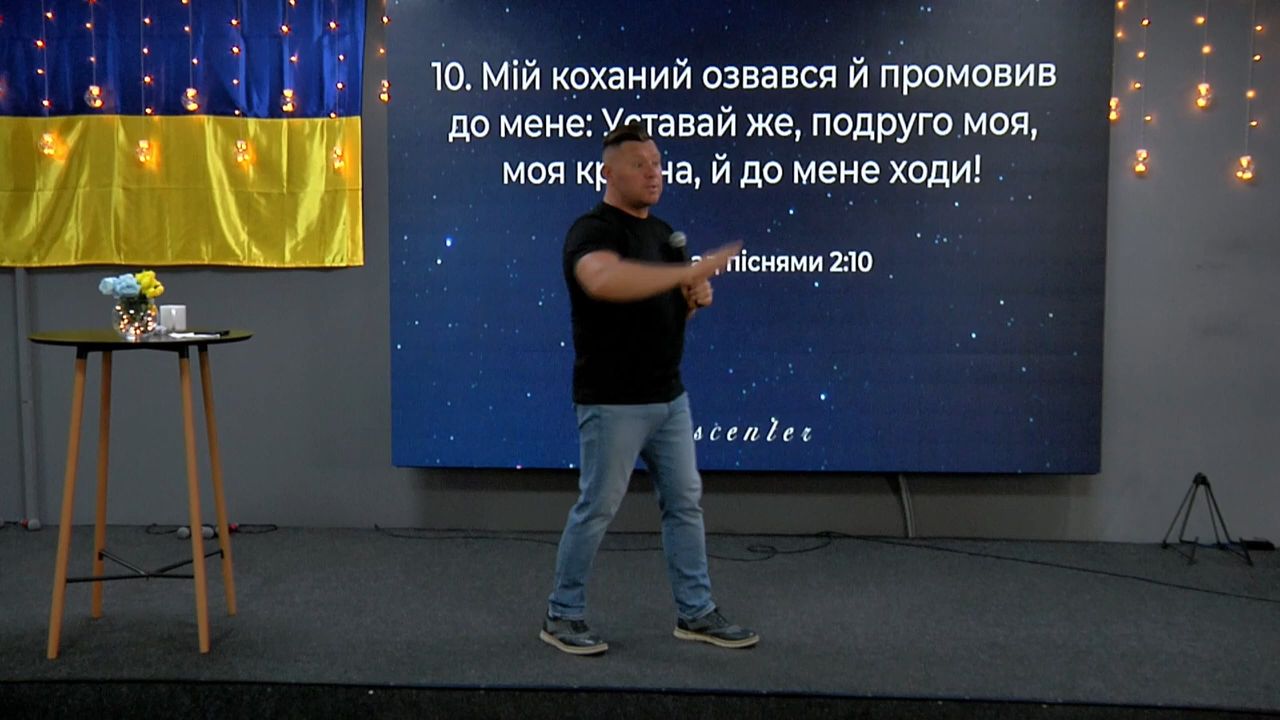 10. Мій коханий озвався й промовив
до мене: Уставай же, подруго моя,
моя й до мене ходи!
піснями 2:10